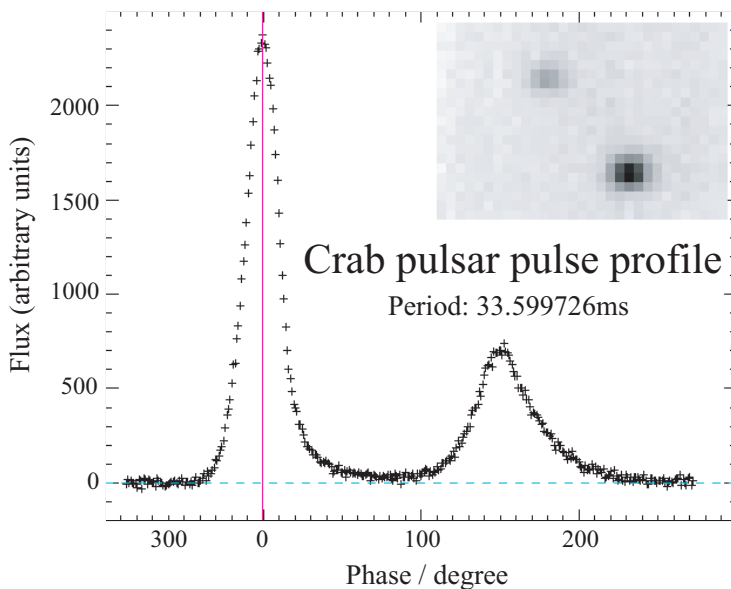 2000
1500
1000
500
0
Flux (arbitrary units)
Crab pulsar pulse profile
Period: 33.599726ms
300 0 100 200
Phase / degree